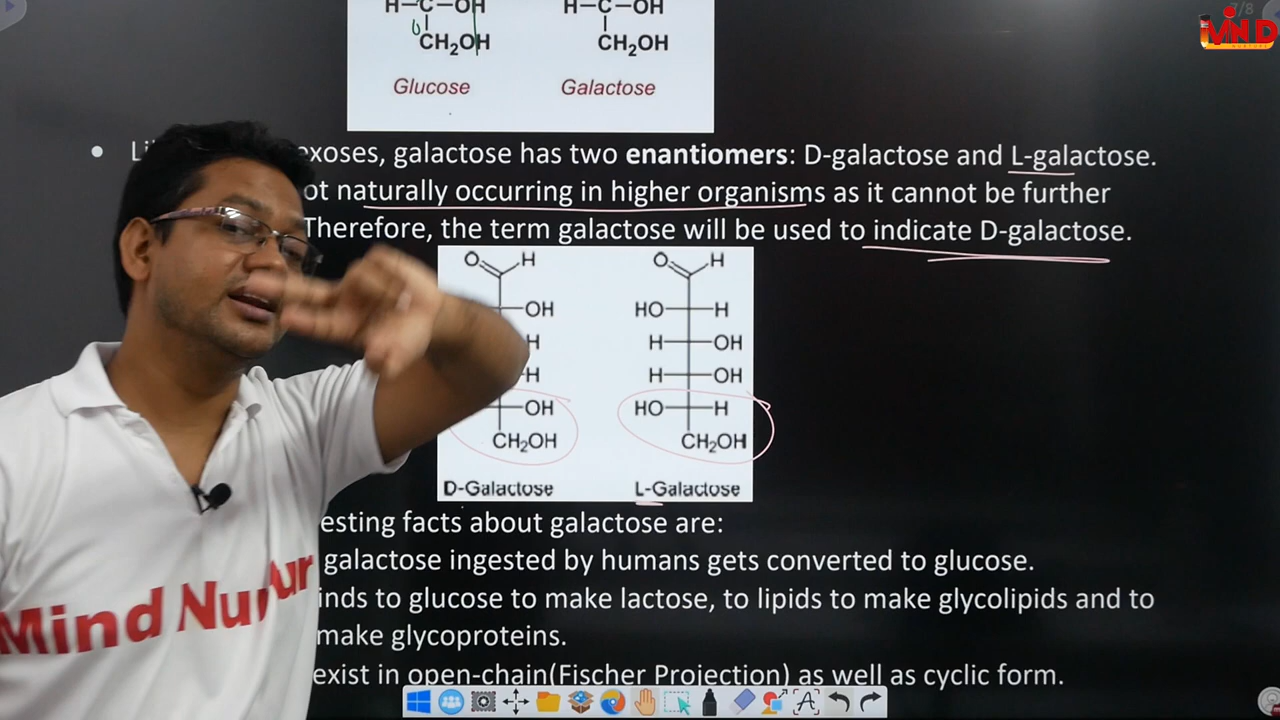 H-C-OH H-C-OH
CH2OH CH2OH
Glucose Galactose
7/8
MIND
exoses, galactose has two enantiomers: D-galactose and L-galactose.
ot naturally occurring in higher organisms as it cannot be further
Therefore, the term galactose will be used to indicate D-galactose.
O H O H
OH HO H
H H OH
H H OH
OH HO H
CH2OH CH2OH
D-Galactose L-Galactose
esting facts about galactose are:
galactose ingested by humans gets converted to glucose.
inds to glucose to make lactose, to lipids to make glycolipids and to
make glycoproteins.
exist in open-chain(Fischer Projection) as well as cyclic form.
Mind Nur